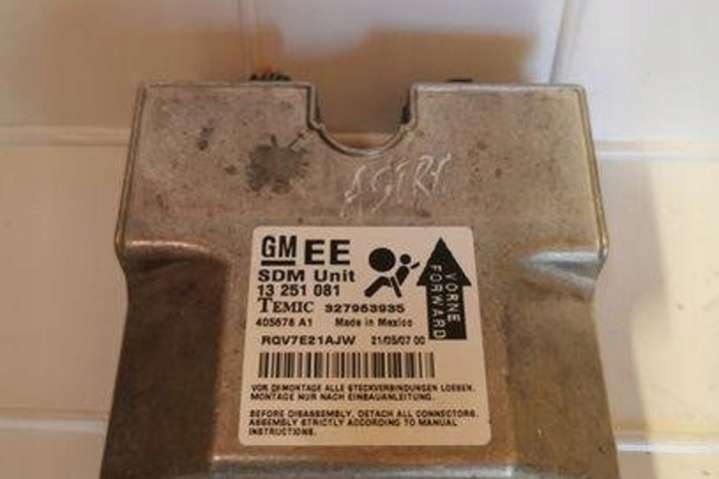 ASTRA
GM EE
SDM Unit
13 251 081
TEMIC 327963935
405678 A1 Made in Mexico
RGV7E21AJW 21/05/07 00
VORNE
FORWARD
VOR DEMONTAGE ALLE STECKVERBINDUNGEN LOESEN.
MONTAGE NUR NACH EINBAUANLEITUNG.
BEFORE DISASSEMBLY, DETACH ALL CONNECTORS.
ASSEMBLY STRICTLY ACCORDING TO MANUAL
INSTRUCTIONS.